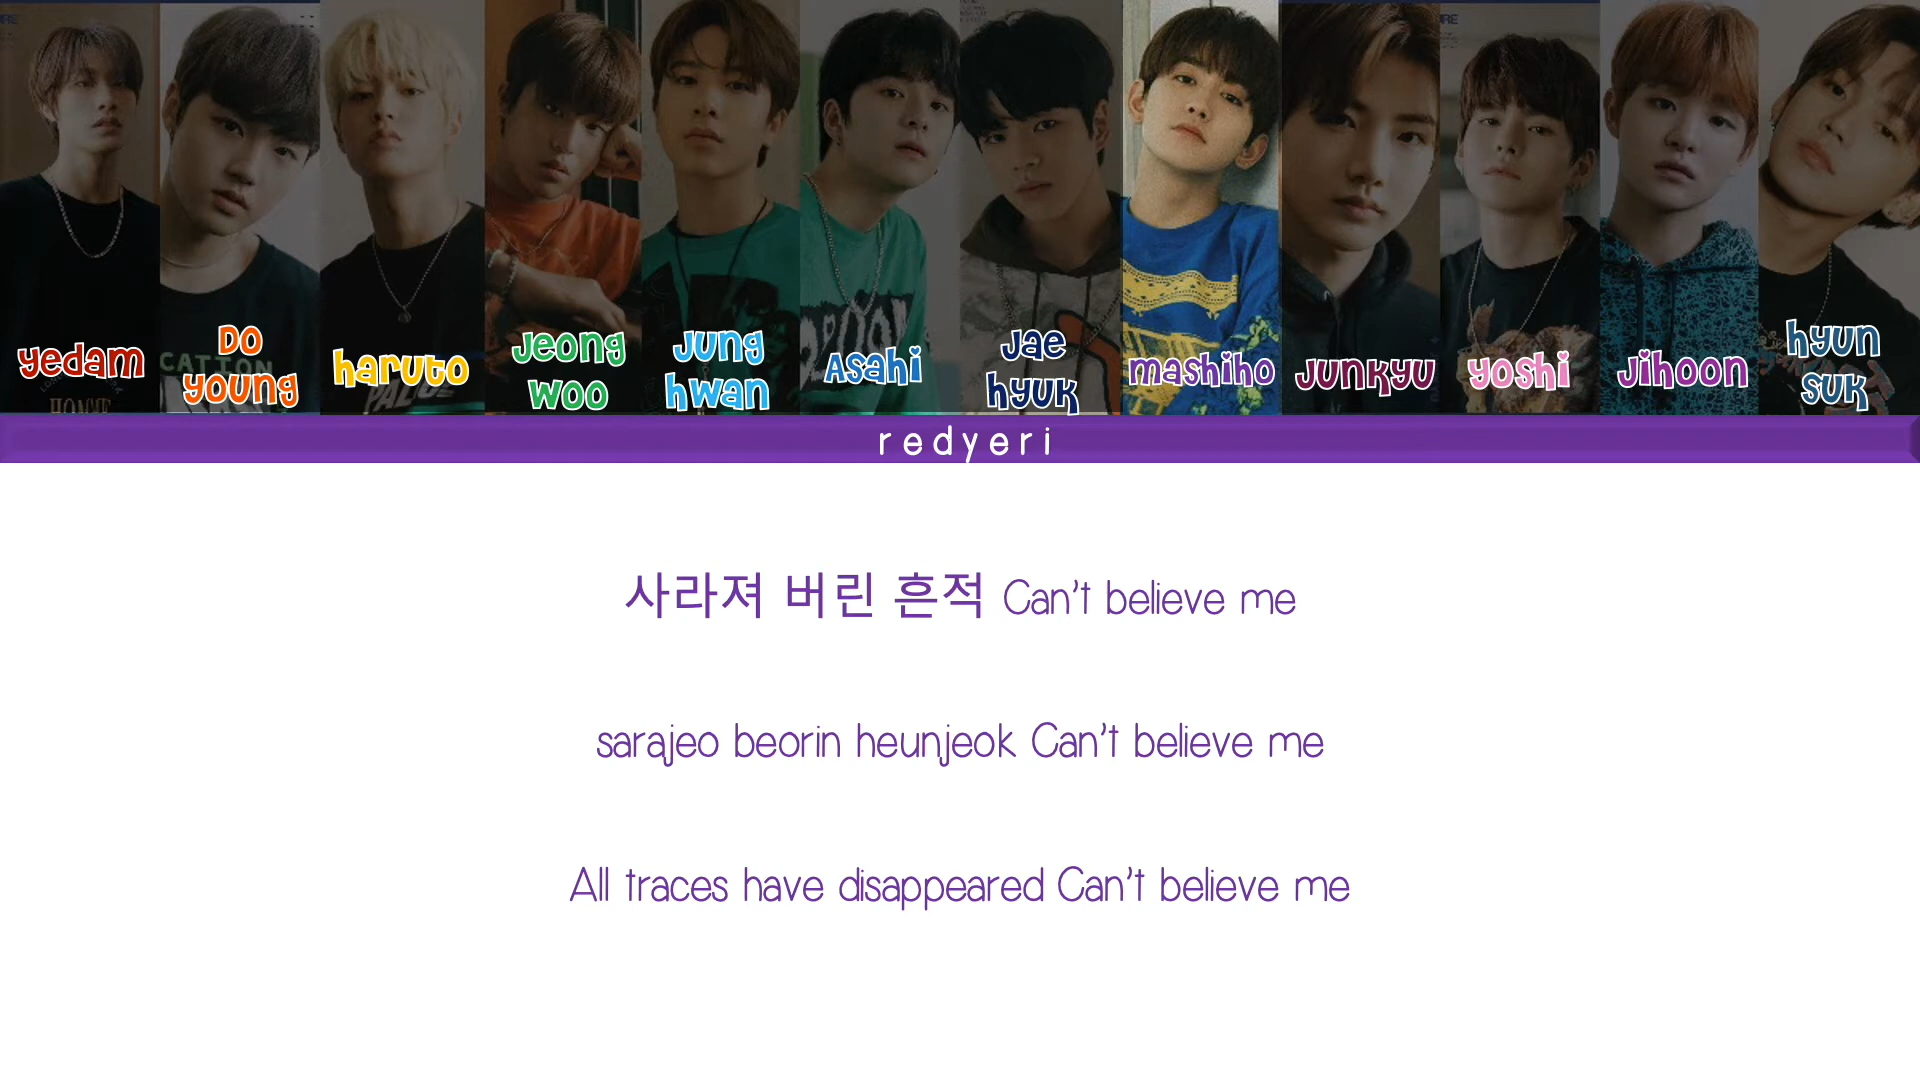 yedam
DO
young
haruto
Jeong
woo
Jung
hwan
Asahi
Jae
hyuk
mashiho
JUNKYU
yoshi
Jihoon
hyun
suk
redyeri
사라져 버린 흔적 Can't believe me
sarajeo beorin heunjeok Can't believe me
All traces have disappeared Can't believe me